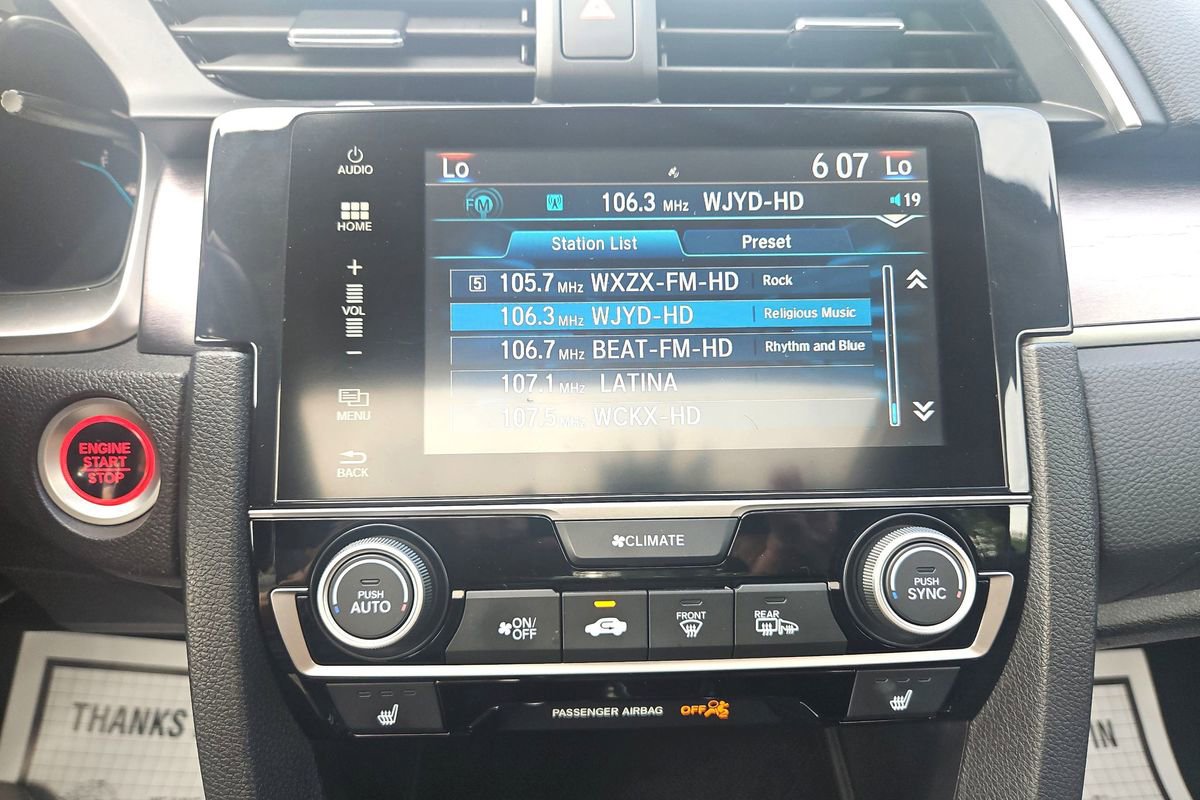 AUDIO
HOME
+
VOL
−
MENU
BACK
Lo 6 07 Lo
FM 106.3 MHz WJYD-HD 19
Station List Preset
5 105.7 MHz WXZX-FM-HD Rock
106.3 MHz WJYD-HD Religious Music
106.7 MHz BEAT-FM-HD Rhythm and Blue
107.1 MHz LATINA
107.5 MHz WCKX-HD
ENGINE
START
STOP
CLIMATE
PUSH
AUTO
ON/
OFF
FRONT
REAR
PUSH
SYNC
PASSENGER AIRBAG OFF
THANKS
IN